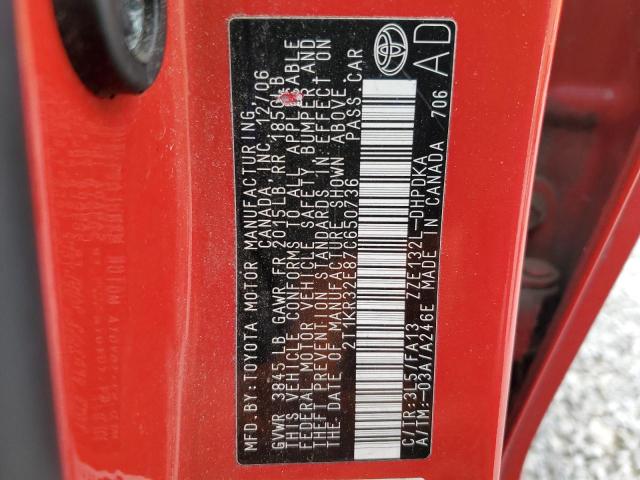 MFD. BY: TOYOTA MOTOR MANUFACTURING,
CANADA, INC. 12/06
GVWR 3845 LB GAWR FR 2015LB RR 1850LB
THIS VEHICLE CONFORMS TO ALL APPLICABLE
FEDERAL MOTOR VEHICLE SAFETY, BUMPER, AND
THEFT PREVENTION STANDARDS IN EFFECT ON
THE DATE OF MANUFACTURE SHOWN ABOVE.
2T1KR32E87C650736 PASS. CAR
C/TR: 3L5/FA13 ZZE132L-DHPDKA
A/TM: -03A/A246E MADE IN CANADA 706
AD